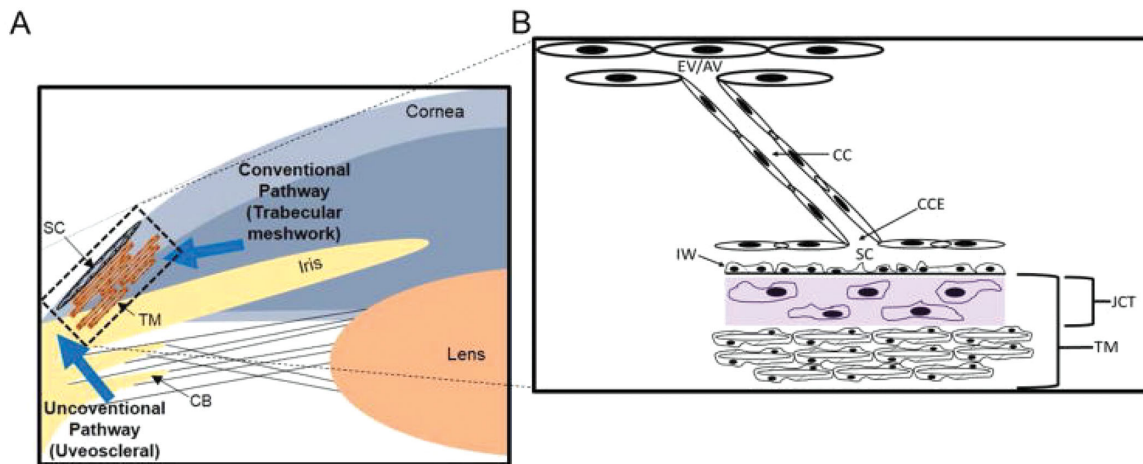 A
Cornea
Conventional
Pathway
(Trabecular
meshwork)
SC
Iris
TM
Lens
CB
Uncoventional
Pathway
(Uveoscleral)
B
EV/AV
CC
CCE
SC
IW
JCT
TM